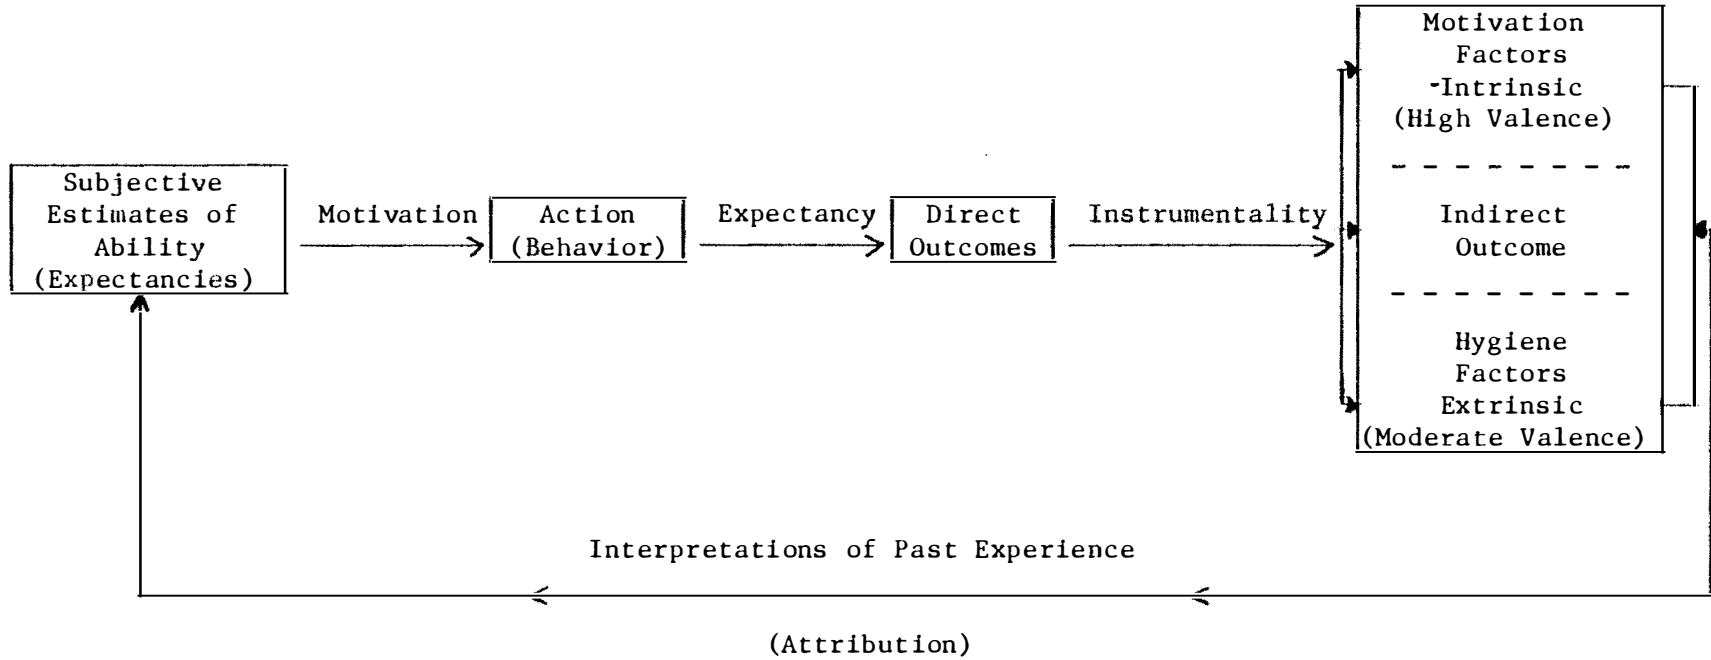 Subjective
Estimates of
Ability
(Expectancies)
Motivation
Action
(Behavior)
Expectancy
Direct
Outcomes
Instrumentality
Motivation
Factors
-Intrinsic
(High Valence)
- - - - - - - -
Indirect
Outcome
- - - - - - - -
Hygiene
Factors
Extrinsic
(Moderate Valence)
Interpretations of Past Experience
(Attribution)